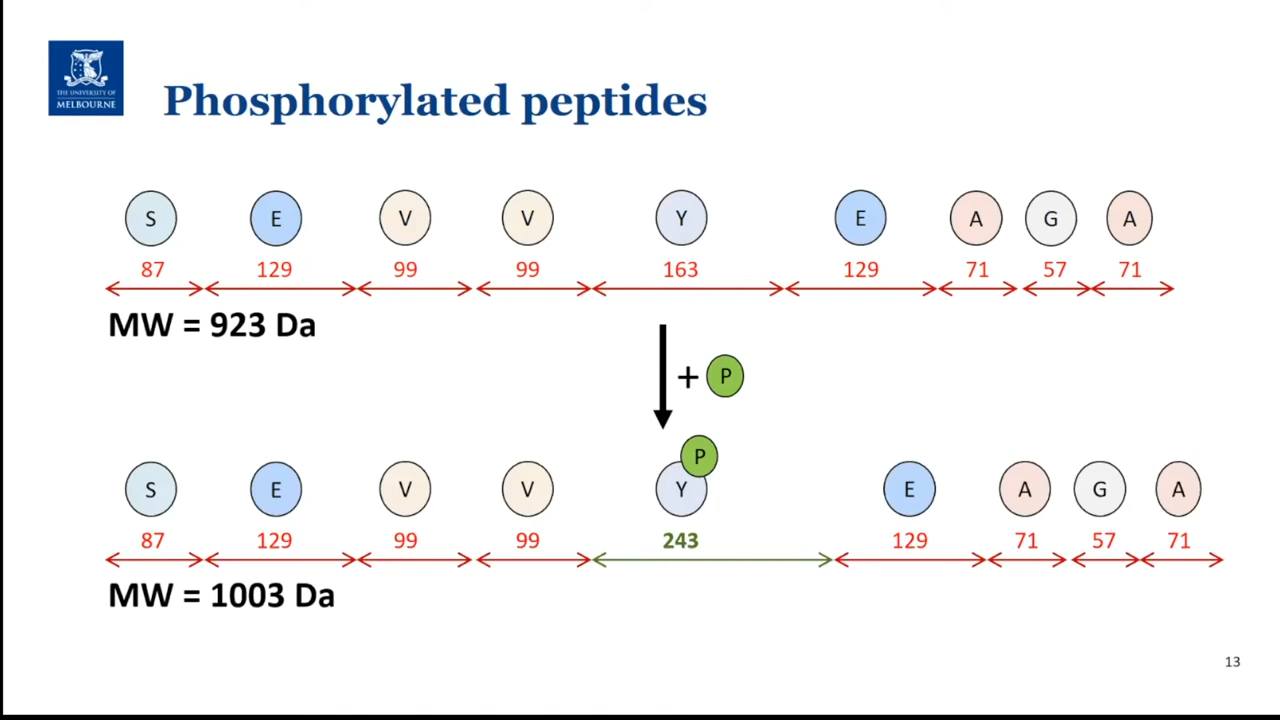 THE UNIVERSITY OF
MELBOURNE
Phosphorylated peptides
S E V V Y E A G A
87 129 99 99 163 129 71 57 71
MW = 923 Da
+ P
P
S E V V Y E A G A
87 129 99 99 243 129 71 57 71
MW = 1003 Da
13